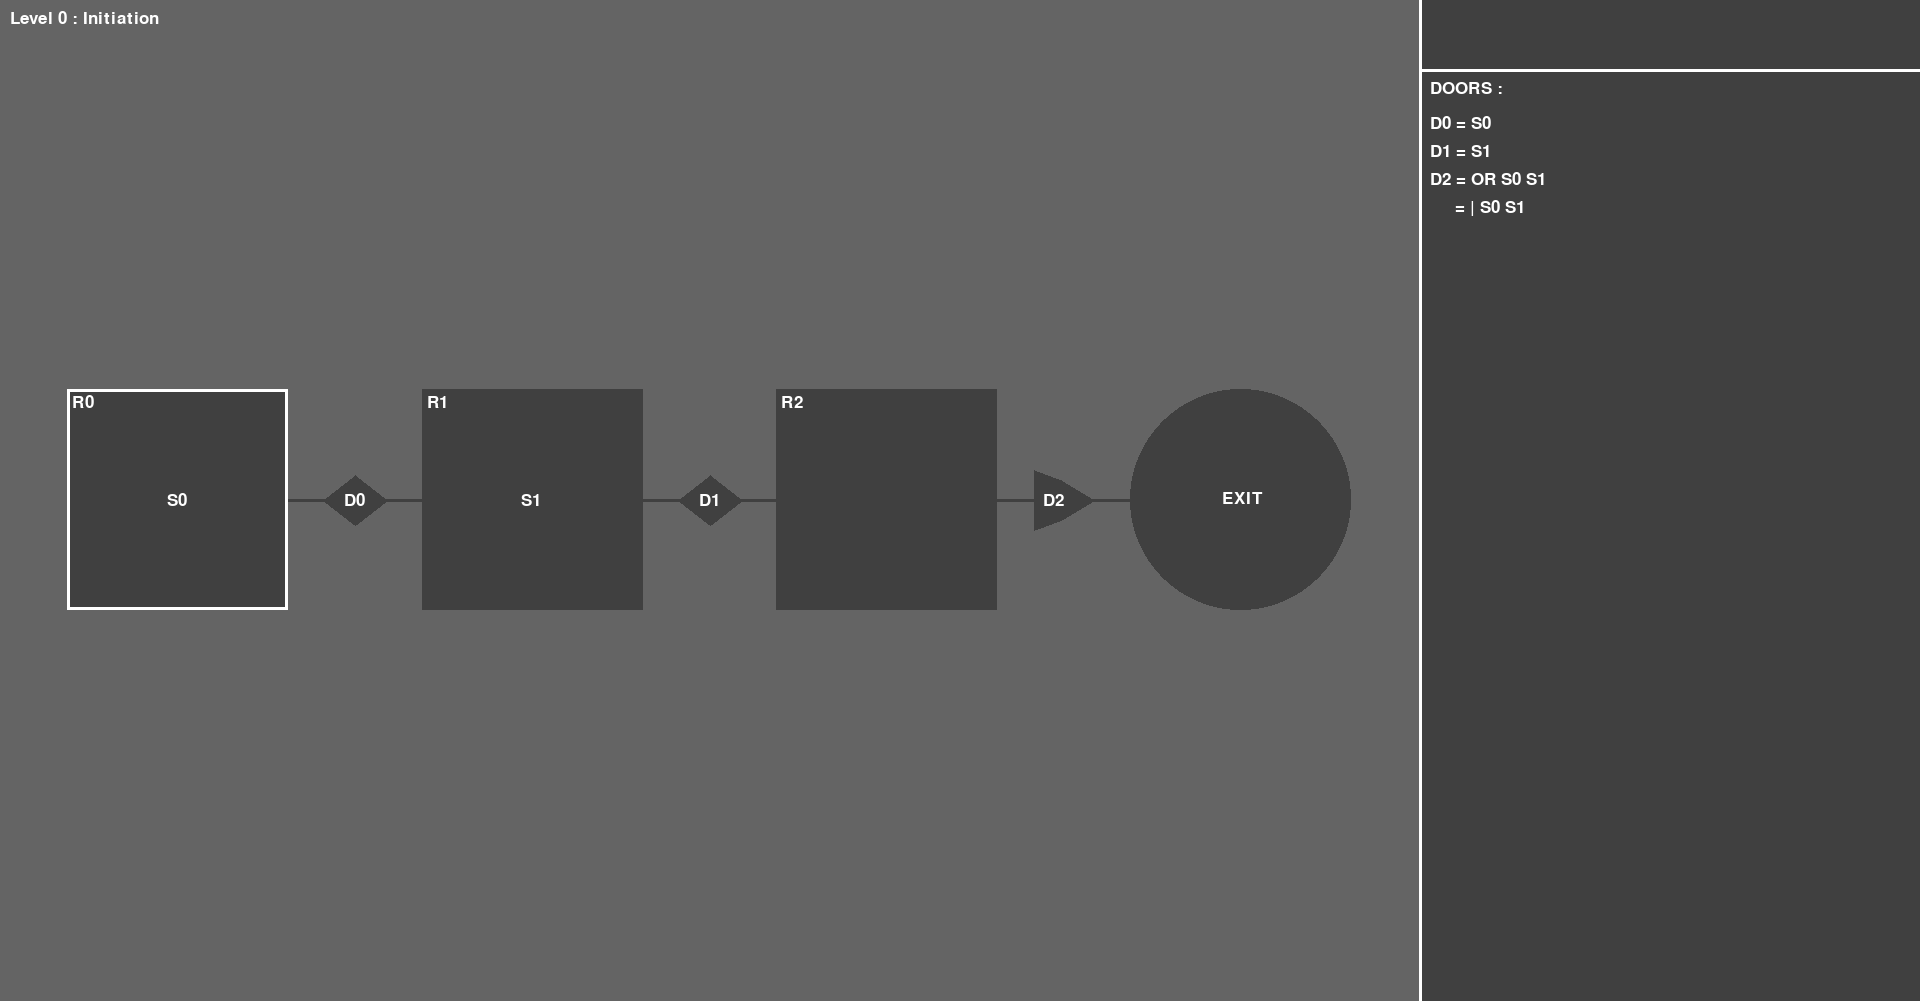 Level 0 : Initiation
DOORS :
D0 = S0
D1 = S1
D2 = OR S0 S1
= | S0 S1
R0
R1
R2
S0
D0
S1
D1
D2
EXIT